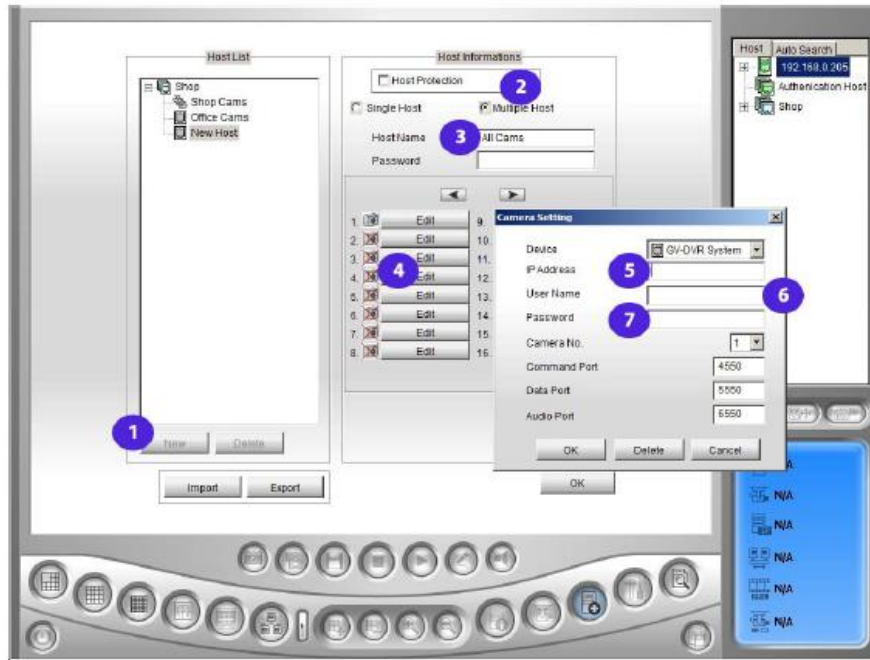 Host List
Shop
Shop Cams
Office Cams
New Host
1
New
Delete
Import
Export
Host Informations
Host Protection
2
Single Host
Multiple Host
Host Name
3
All Cams
Password
1.
Edit
9.
2.
Edit
10.
3.
Edit
11.
4.
4
Edit
12.
5.
Edit
13.
6.
Edit
14.
7.
Edit
15.
8.
Edit
16.
OK
Camera Setting
Device
GV-DVR System
IP Address
5
User Name
6
Password
7
Camera No.
1
Command Port
4550
Data Port
5550
Audio Port
6550
OK
Delete
Cancel
Host
Auto Search
192.168.0.205
Authenication Host
Shop
N/A
N/A
N/A
N/A
N/A